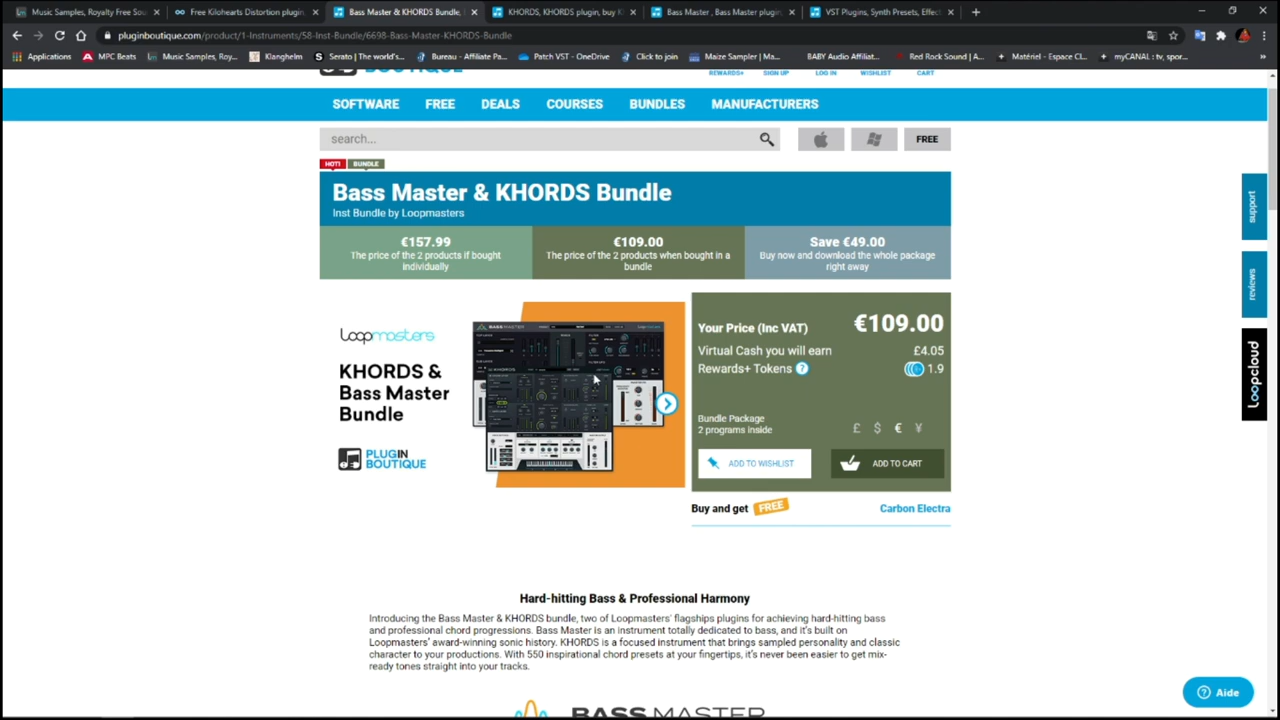 Music Samples, Royalty Free Sou
Free Kilohearts Distortion plugin,
Bass Master & KHORDS Bundle,
KHORDS, KHORDS plugin, buy K
Bass Master , Bass Master plugin
VST Plugins, Synth Presets, Effect
pluginboutique.com/product/1-Instruments/58-Inst-Bundle/6698-Bass-Master-KHORDS-Bundle
Applications
MPC Beats
Music Samples, Roy...
Klanghelm
Serato | The world's...
Bureau - Affiliate Pa...
Patch VST - OneDrive
Click to join
Maize Sampler | Ma...
BABY Audio Affiliat...
Red Rock Sound | A...
Matériel - Espace Cl...
myCANAL : tv, spor...
REWARDS+
SIGN UP
LOG IN
WISHLIST
CART
SOFTWARE
FREE
DEALS
COURSES
BUNDLES
MANUFACTURERS
search...
FREE
HOT!
BUNDLE
Bass Master & KHORDS Bundle
Inst Bundle by Loopmasters
€157.99
The price of the 2 products if bought
individually
€109.00
The price of the 2 products when bought in a
bundle
Save €49.00
Buy now and download the whole package
right away
Loopmasters
KHORDS &
Bass Master
Bundle
PLUGIN
BOUTIQUE
BASS MASTER
Your Price (Inc VAT)
€109.00
Virtual Cash you will earn
£4.05
Rewards+ Tokens ?
1.9
Bundle Package
2 programs inside
£ $ € ¥
ADD TO WISHLIST
ADD TO CART
Buy and get FREE
Carbon Electra
support
reviews
Loopcloud
Hard-hitting Bass & Professional Harmony
Introducing the Bass Master & KHORDS bundle, two of Loopmasters' flagships plugins for achieving hard-hitting bass
and professional chord progressions. Bass Master is an instrument totally dedicated to bass, and it's built on
Loopmasters' award-winning sonic history. KHORDS is a focused instrument that brings sampled personality and classic
character to your productions. With 550 inspirational chord presets at your fingertips, it's never been easier to get mix-
ready tones straight into your tracks.
BASS MASTER
Aide